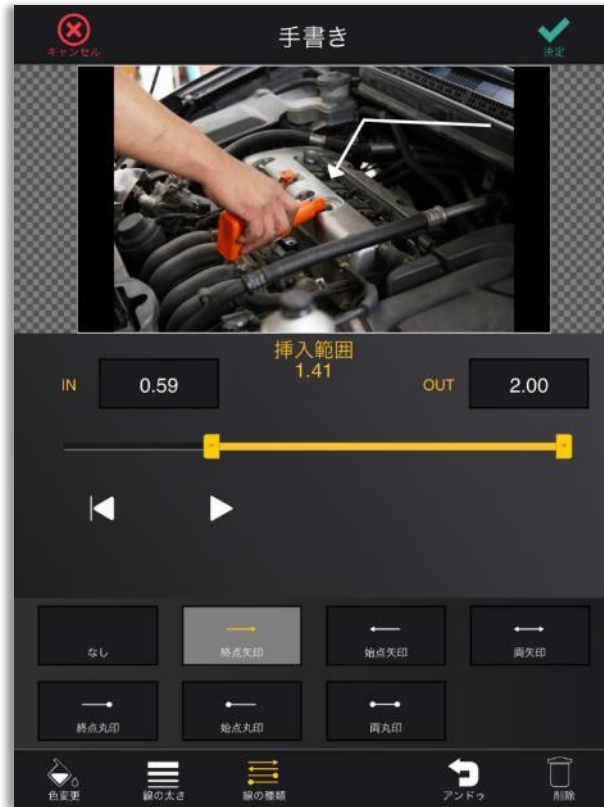 キャンセル
手書き
決定
挿入範囲
1.41
IN
0.59
OUT
2.00
なし
終点矢印
始点矢印
両矢印
終点丸印
始点丸印
両丸印
色変更
線の太さ
線の種類
アンドゥ
削除